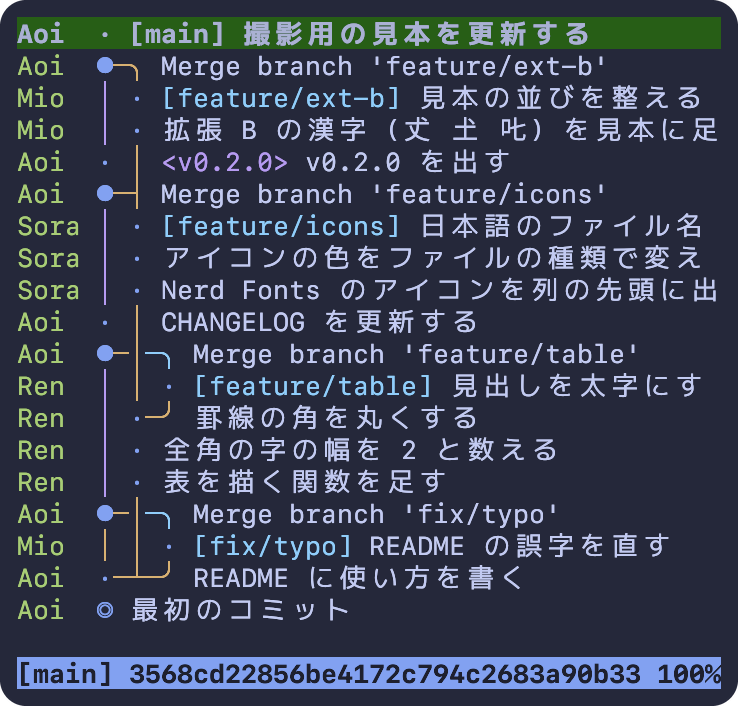 Aoi · [main] 撮影用の見本を更新する
Aoi Merge branch 'feature/ext-b'
Mio · [feature/ext-b] 見本の並びを整える
Mio · 拡張 B の漢字 (𠀋 𡈽 𠮟) を見本に足
Aoi · <v0.2.0> v0.2.0 を出す
Aoi Merge branch 'feature/icons'
Sora · [feature/icons] 日本語のファイル名
Sora · アイコンの色をファイルの種類で変え
Sora · Nerd Fonts のアイコンを列の先頭に出
Aoi · CHANGELOG を更新する
Aoi Merge branch 'feature/table'
Ren · [feature/table] 見出しを太字にす
Ren · 罫線の角を丸くする
Ren · 全角の字の幅を 2 と数える
Ren · 表を描く関数を足す
Aoi Merge branch 'fix/typo'
Mio · [fix/typo] README の誤字を直す
Aoi · README に使い方を書く
Aoi ◎ 最初のコミット
[main] 3568cd22856be4172c794c2683a90b33 100%